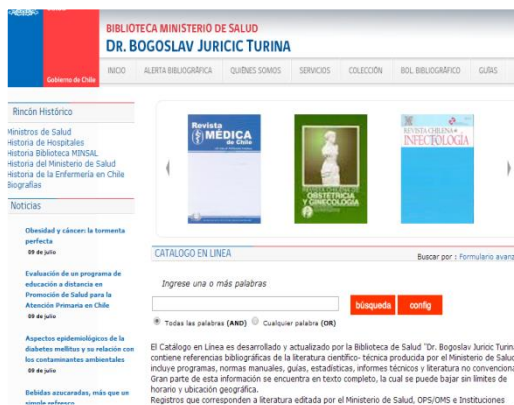 BIBLIOTECA MINISTERIO DE SALUD
DR. BOGOSLAV JURICIC TURINA
Gobierno de Chile
INICIO ALERTA BIBLIOGRÁFICA QUIÉNES SOMOS SERVICIOS COLECCIÓN BOL. BIBLIOGRÁFICO GUÍAS
Rincón Histórico
Ministros de Salud
Historia de Hospitales
Historia Biblioteca MINSAL
Historia del Ministerio de Salud
Historia de la Enfermería en Chile
Biografías
Noticias
Obesidad y cáncer: la tormenta
perfecta
09 de julio
Evaluación de un programa de
educación a distancia en
Promoción de Salud para la
Atención Primaria en Chile
09 de julio
Aspectos epidemiológicos de la
diabetes mellitus y su relación con
los contaminantes ambientales
09 de julio
Bebidas azucaradas, más que un
simple refresco
Revista
MÉDICA
de Chile
REVISTA CHILENA DE
OBSTETRICIA
Y GINECOLOGIA
REVISTA CHILENA
INFECTOLOGÍA
CATALOGO EN LINEA
Buscar por : Formulario avanz
Ingrese una o más palabras
búsqueda config
Todas las palabras (AND) Cualquier palabra (OR)
El Catálogo en Linea es desarrollado y actualizado por la Biblioteca de Salud "Dr. Bogoslav Juricic Turina
contiene referencias bibliográficas de la literatura científico- técnica producida por el Ministerio de Salud
incluye programas, normas manuales, guías, estadísticas, informes técnicos y literatura no convenciona
Gran parte de esta información se encuentra en texto completo, la cual se puede bajar sin límites de
horario y ubicación geográfica.
Registros que corresponden a literatura editada por el Ministerio de Salud, OPS/OMS e Instituciones